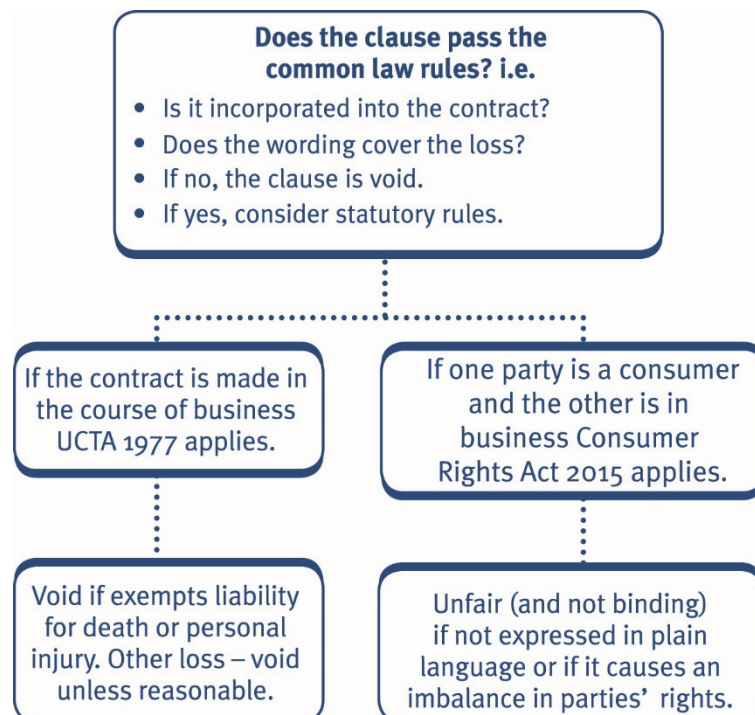 Does the clause pass the
common law rules? i.e.
• Is it incorporated into the contract?
• Does the wording cover the loss?
• If no, the clause is void.
• If yes, consider statutory rules.
If the contract is made in
the course of business
UCTA 1977 applies.
If one party is a consumer
and the other is in
business Consumer
Rights Act 2015 applies.
Void if exempts liability
for death or personal
injury. Other loss – void
unless reasonable.
Unfair (and not binding)
if not expressed in plain
language or if it causes an
imbalance in parties’ rights.